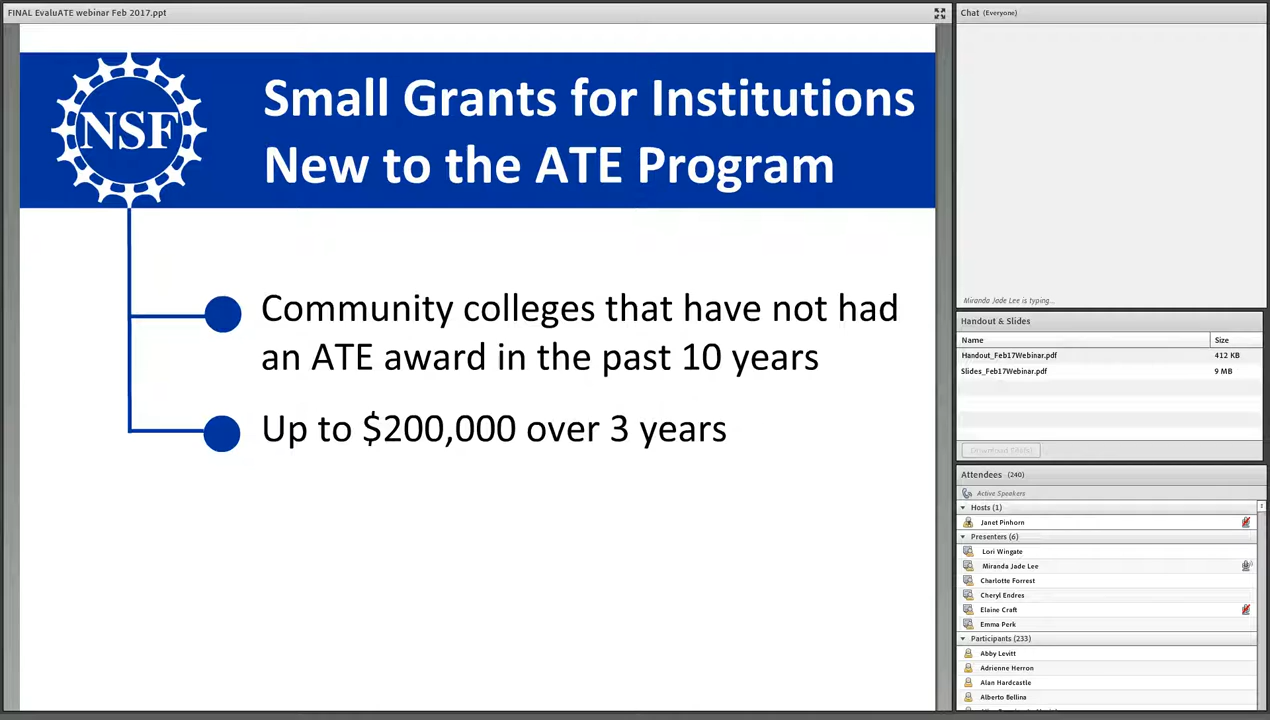 FINAL EvaluATE webinar Feb 2017.ppt
NSF
Small Grants for Institutions
New to the ATE Program
Community colleges that have not had
an ATE award in the past 10 years
Up to $200,000 over 3 years
Chat (Everyone)
Miranda Jade Lee is typing...
Handout & Slides
Name Size
Handout_Feb17Webinar.pdf 412 KB
Slides_Feb17Webinar.pdf 9 MB
Download File(s)
Attendees (240)
Active Speakers
Hosts (1)
Janet Pinhorn
Presenters (6)
Lori Wingate
Miranda Jade Lee
Charlotte Forrest
Cheryl Endres
Elaine Craft
Emma Perk
Participants (233)
Abby Levitt
Adrienne Herron
Alan Hardcastle
Alberto Bellina